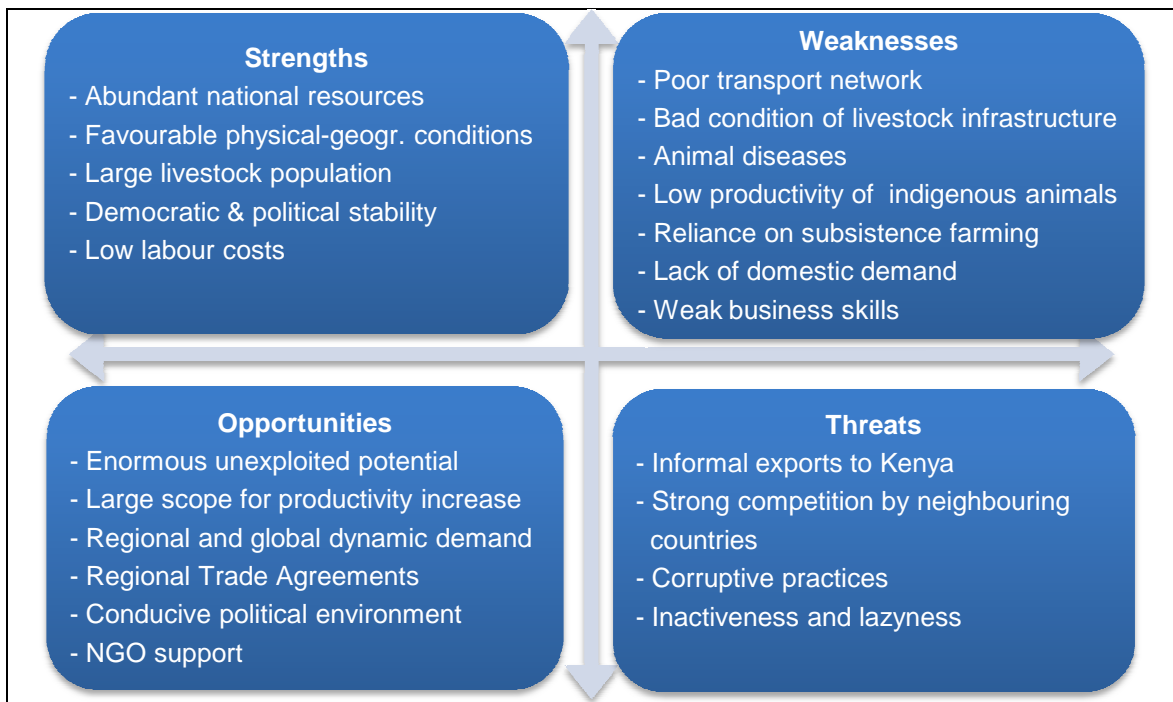 Strengths
- Abundant national resources
- Favourable physical-geogr. conditions
- Large livestock population
- Democratic & political stability
- Low labour costs
Weaknesses
- Poor transport network
- Bad condition of livestock infrastructure
- Animal diseases
- Low productivity of indigenous animals
- Reliance on subsistence farming
- Lack of domestic demand
- Weak business skills
Opportunities
- Enormous unexploited potential
- Large scope for productivity increase
- Regional and global dynamic demand
- Regional Trade Agreements
- Conducive political environment
- NGO support
Threats
- Informal exports to Kenya
- Strong competition by neighbouring
countries
- Corruptive practices
- Inactiveness and lazyness